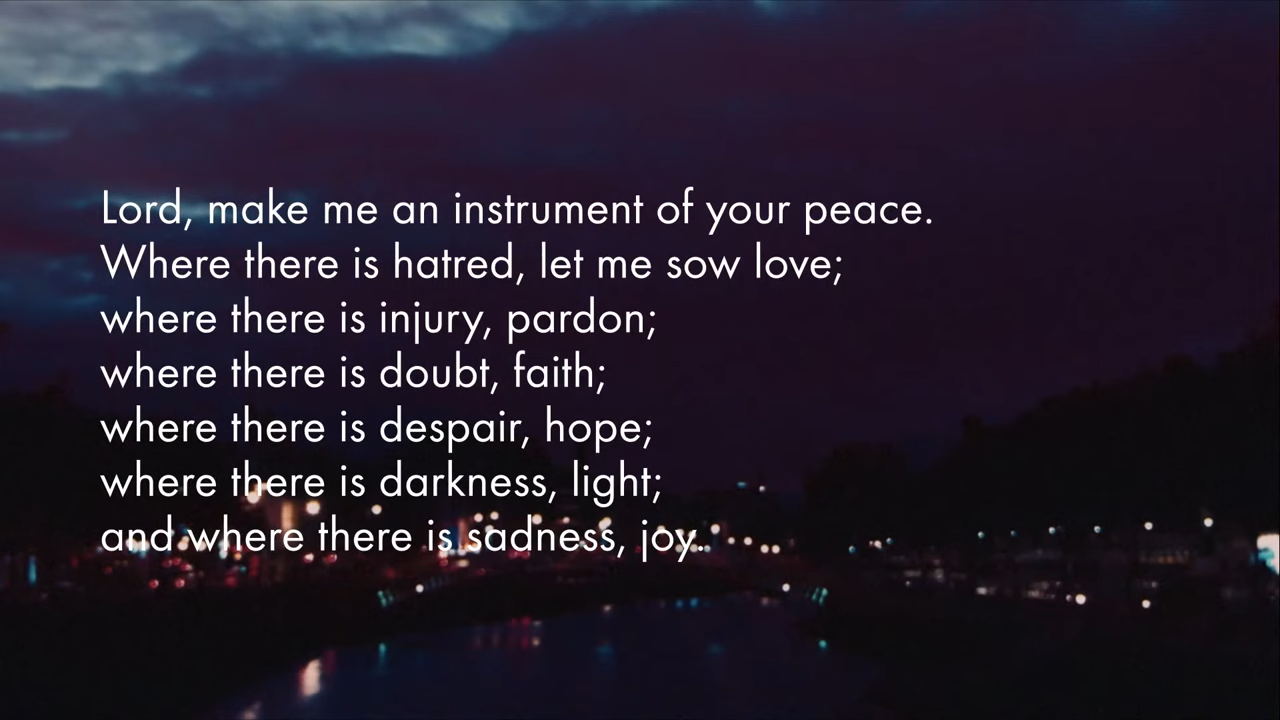 Lord, make me an instrument of your peace.
Where there is hatred, let me sow love;
where there is injury, pardon;
where there is doubt, faith;
where there is despair, hope;
where there is darkness, light;
and where there is sadness, joy.